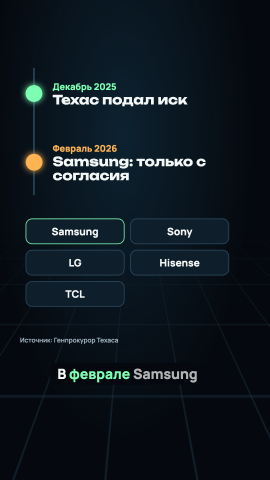 Декабрь 2025
Техас подал иск
Февраль 2026
Samsung: только с
согласия
Samsung
Sony
LG
Hisense
TCL
Источник: Генпрокурор Техаса
В феврале Samsung